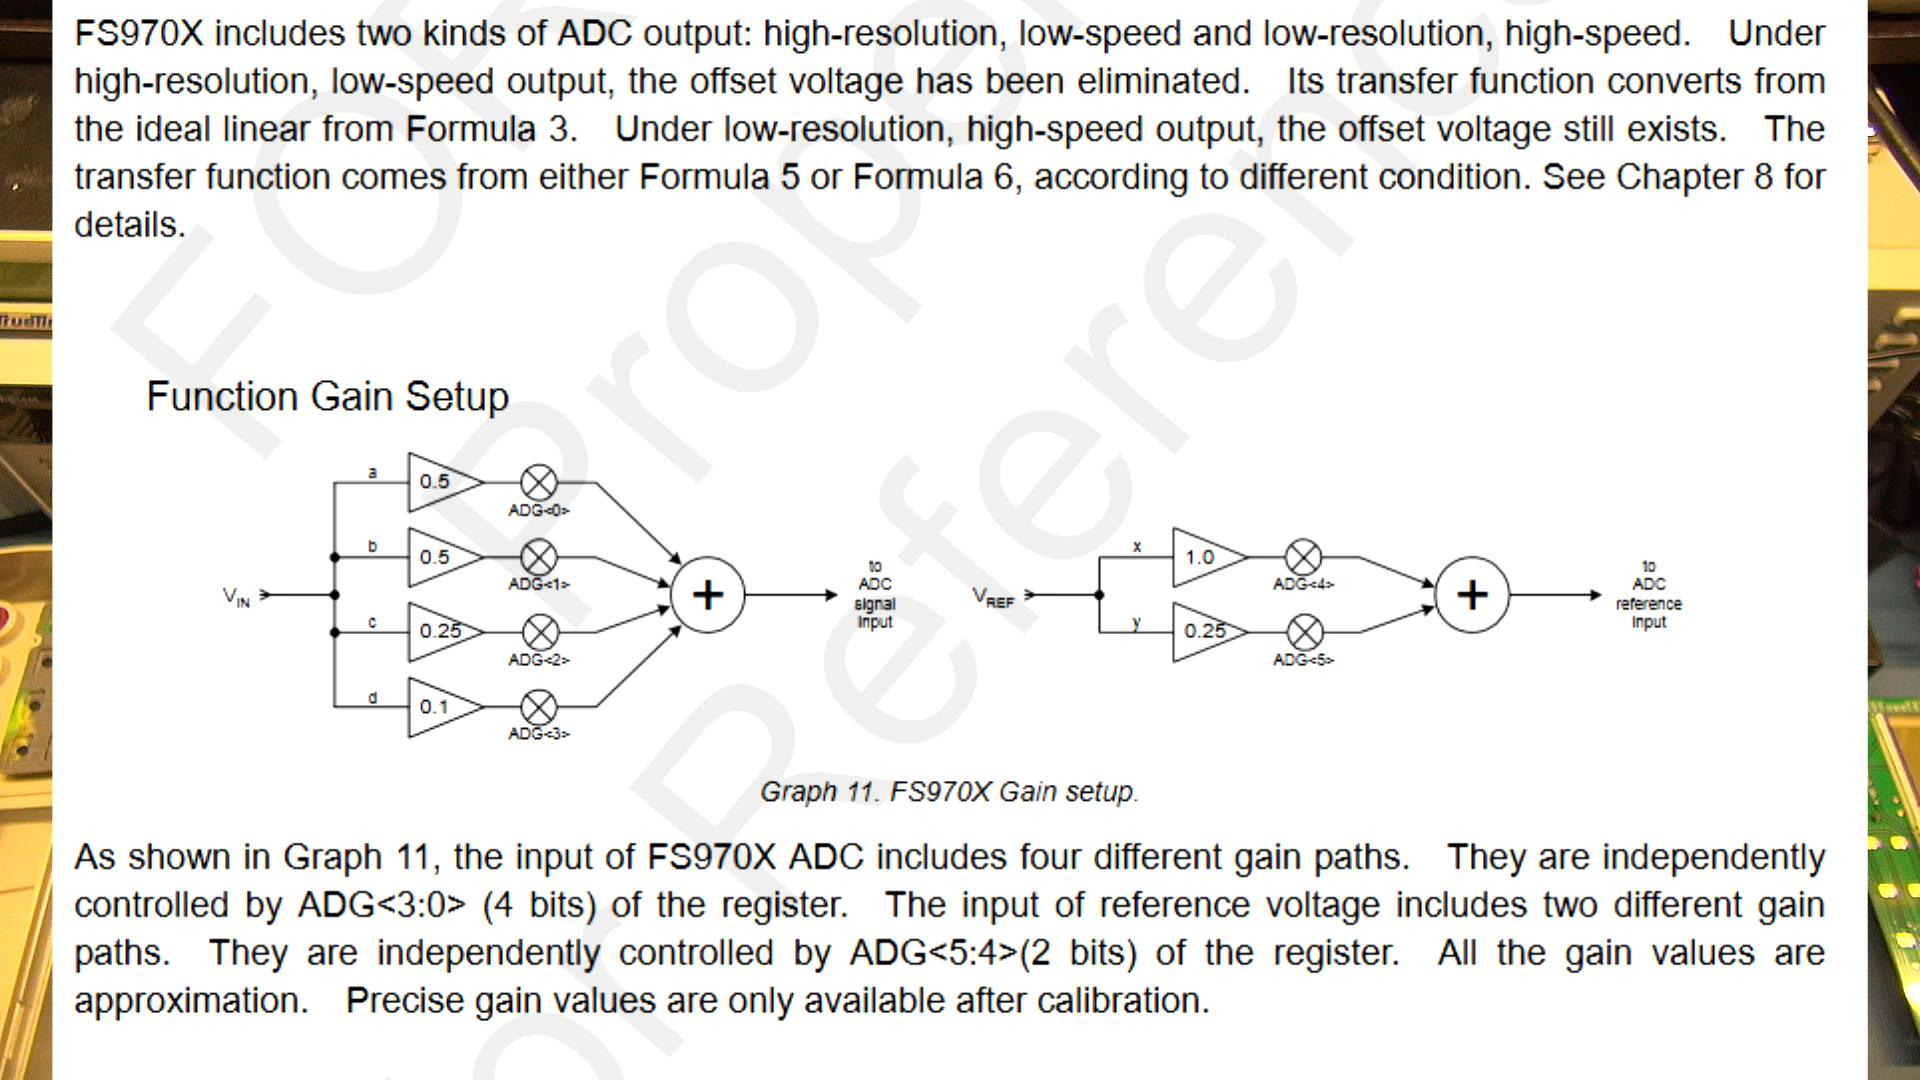 FS970X includes two kinds of ADC output: high-resolution, low-speed and low-resolution, high-speed. Under
high-resolution, low-speed output, the offset voltage has been eliminated. Its transfer function converts from
the ideal linear from Formula 3. Under low-resolution, high-speed output, the offset voltage still exists. The
transfer function comes from either Formula 5 or Formula 6, according to different condition. See Chapter 8 for
details.
Function Gain Setup
a
0.5
ADG<0>
b
0.5
ADG<1>
VIN
c
0.25
ADG<2>
d
0.1
ADG<3>
+
to
ADC
signal
Input
VREF
x
1.0
ADG<4>
y
0.25
ADG<5>
+
to
ADC
reference
Input
Graph 11. FS970X Gain setup.
As shown in Graph 11, the input of FS970X ADC includes four different gain paths. They are independently
controlled by ADG<3:0> (4 bits) of the register. The input of reference voltage includes two different gain
paths. They are independently controlled by ADG<5:4>(2 bits) of the register. All the gain values are
approximation. Precise gain values are only available after calibration.